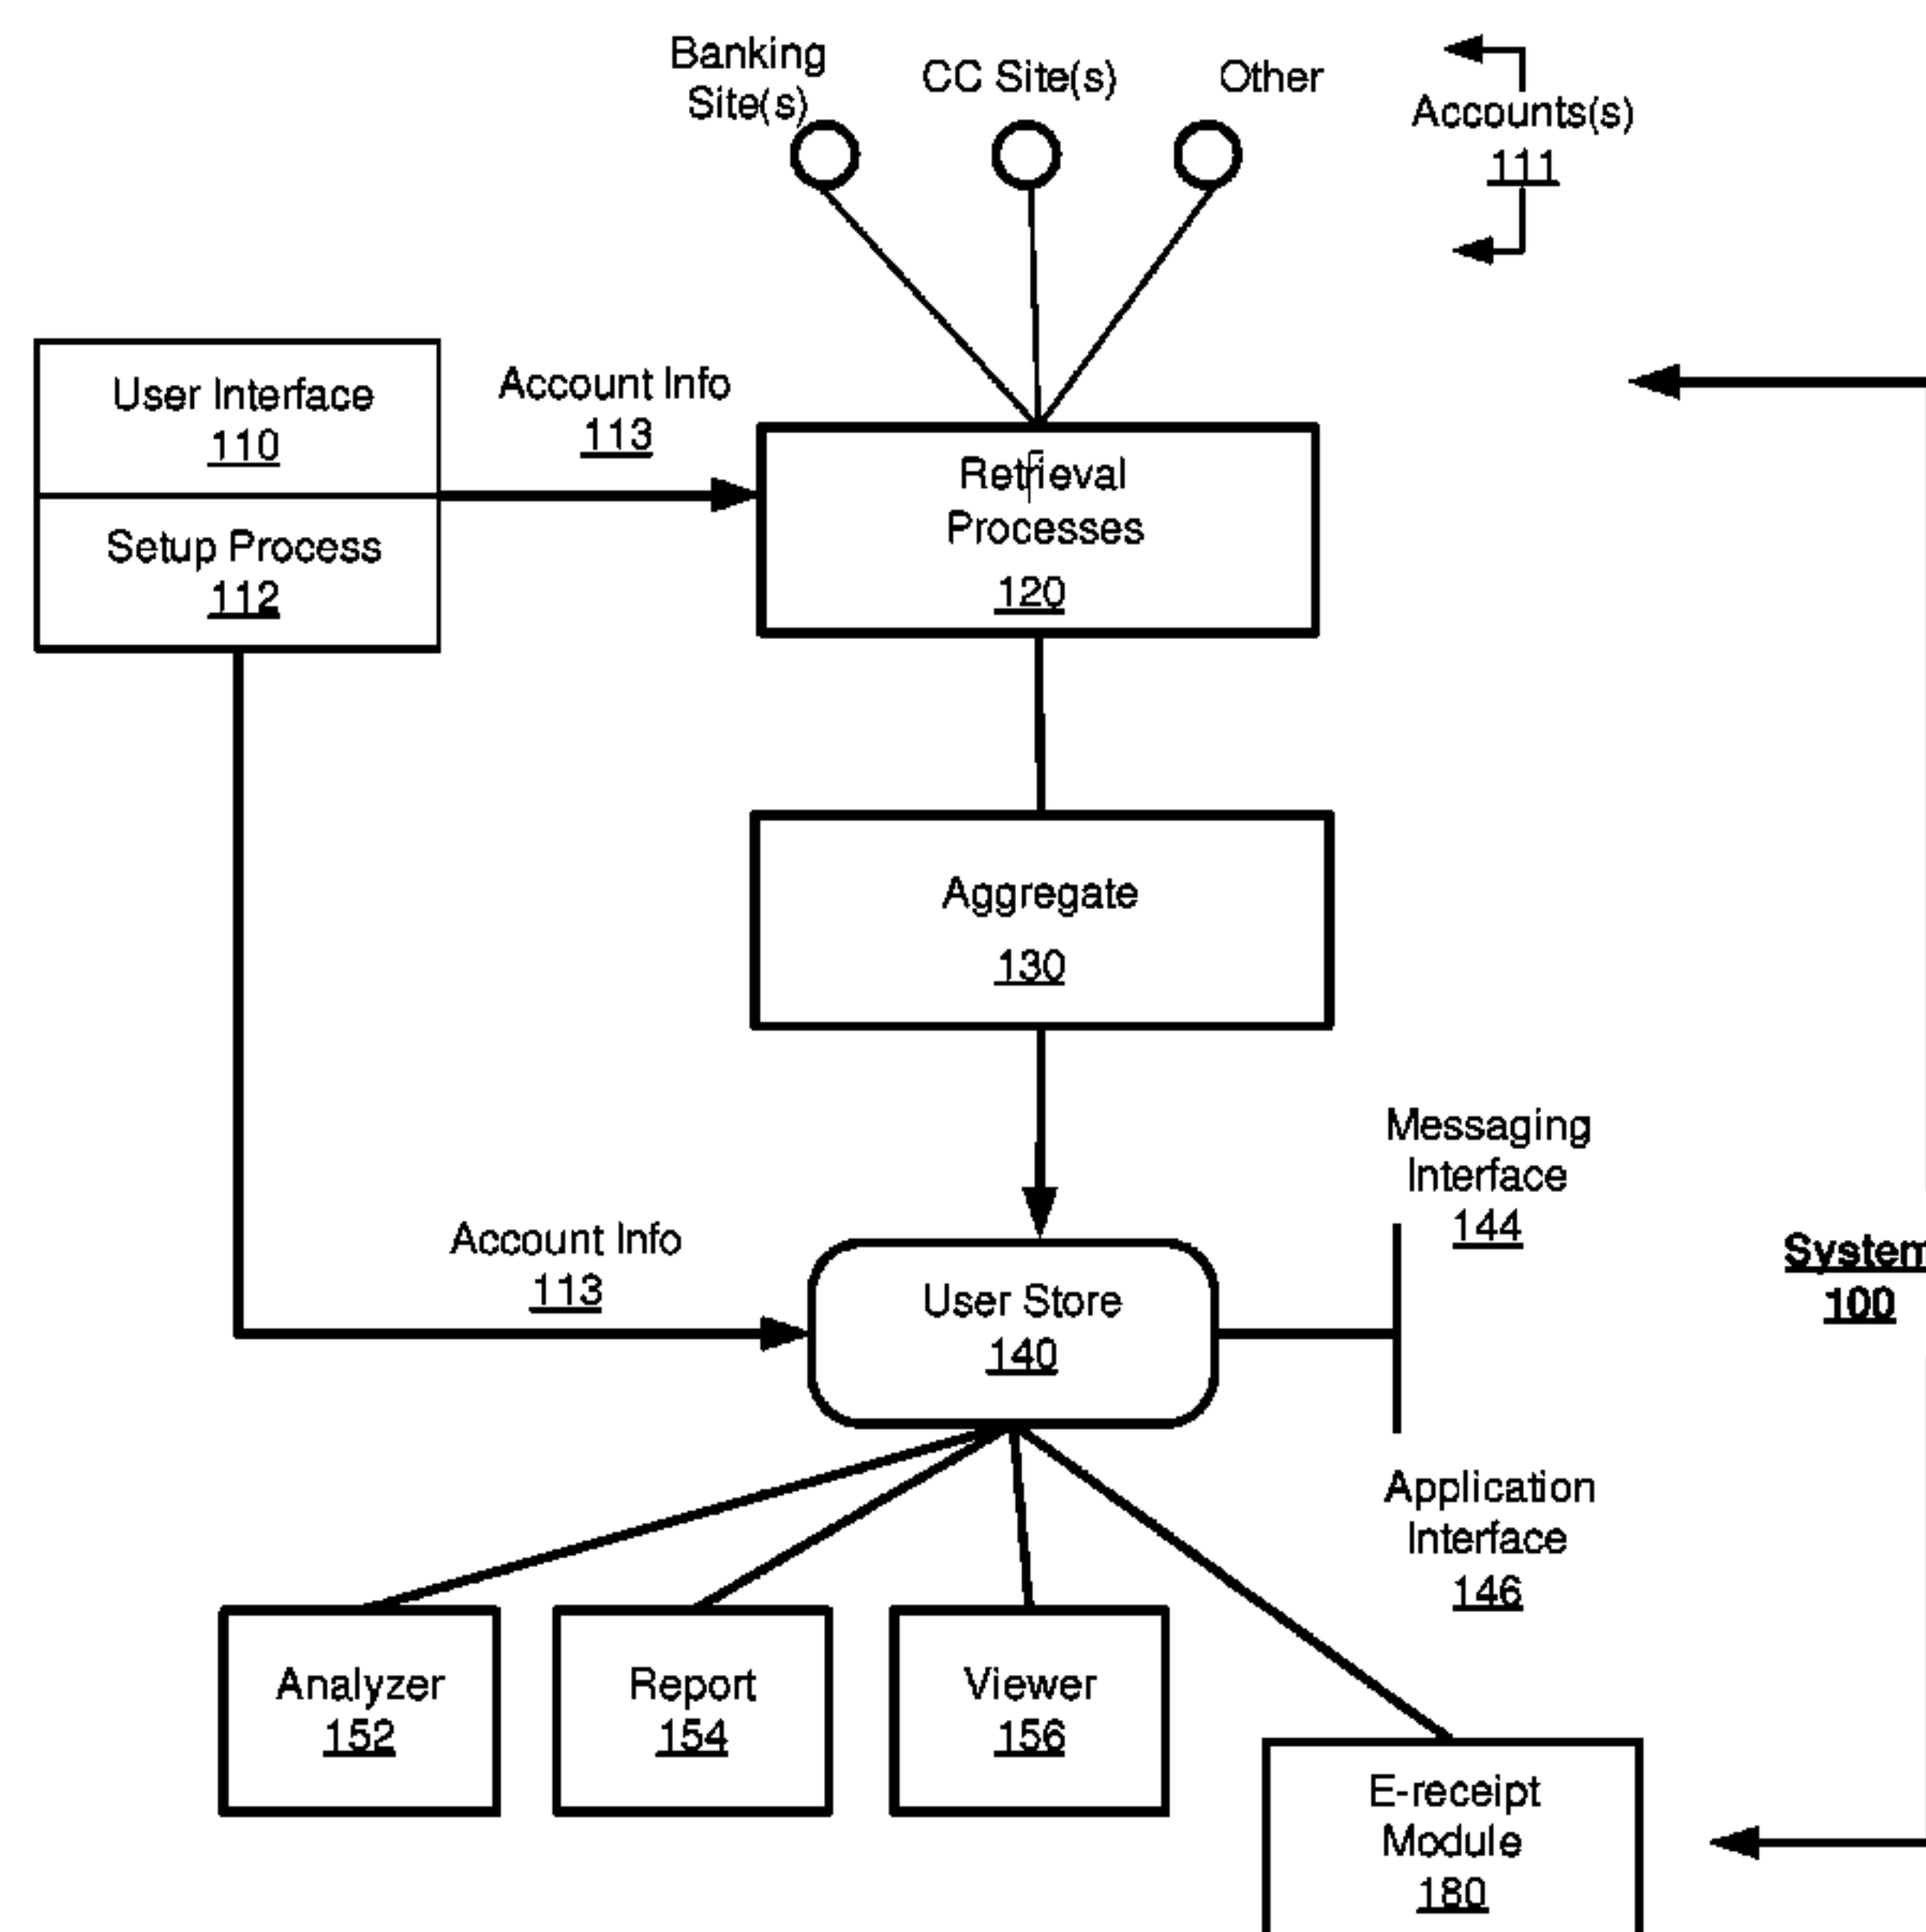 Banking
Site(s)
CC Site(s)
Other
Accounts(s)
111
User Interface
110
Setup Process
112
Account Info
113
Retrieval
Processes
120
Aggregate
130
Messaging
Interface
144
System
100
Account Info
113
User Store
140
Application
Interface
146
Analyzer
152
Report
154
Viewer
156
E-receipt
Module
180